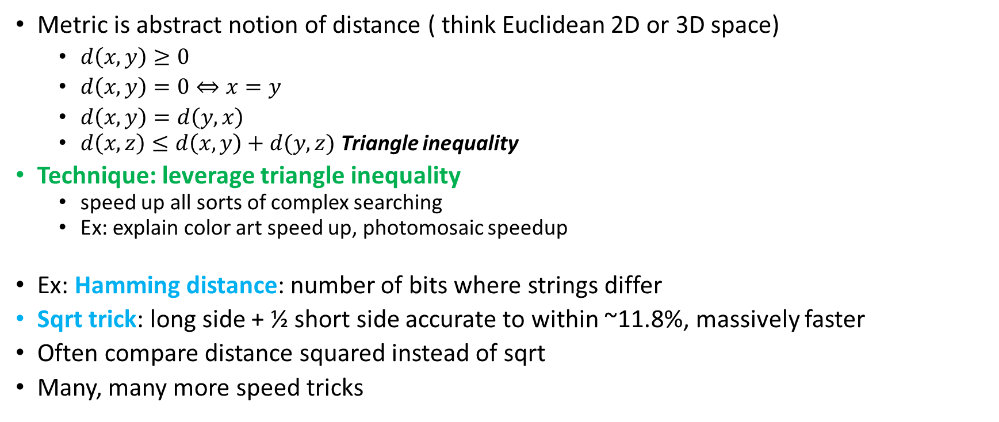 • Metric is abstract notion of distance ( think Euclidean 2D or 3D space)
• d(x, y) ≥ 0
• d(x, y) = 0 ⇔ x = y
• d(x, y) = d(y, x)
• d(x, z) ≤ d(x, y) + d(y, z) Triangle inequality
• Technique: leverage triangle inequality
• speed up all sorts of complex searching
• Ex: explain color art speed up, photomosaic speedup
• Ex: Hamming distance: number of bits where strings differ
• Sqrt trick: long side + ½ short side accurate to within ~11.8%, massively faster
• Often compare distance squared instead of sqrt
• Many, many more speed tricks